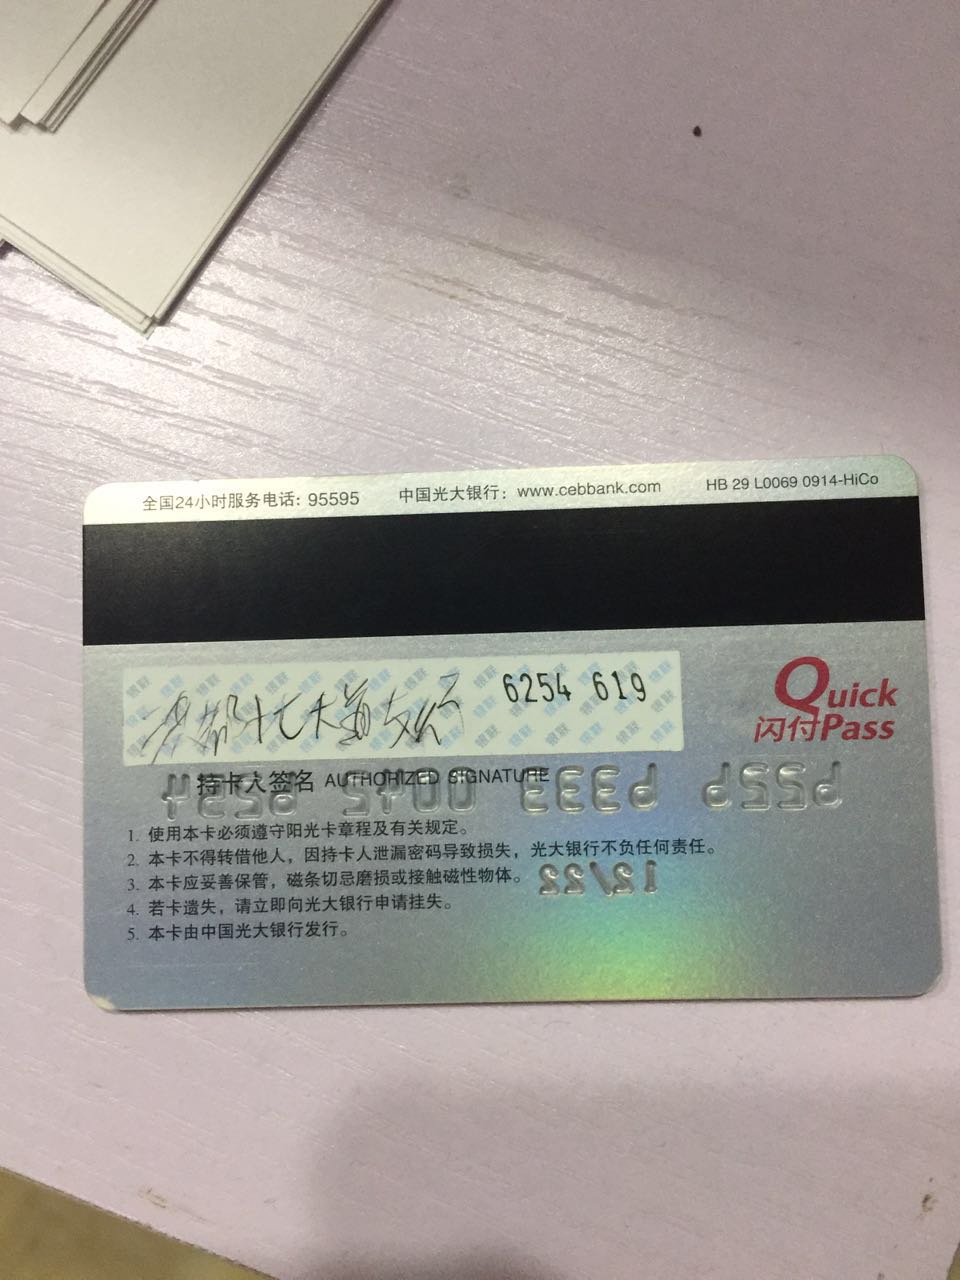 全国24小时服务电话: 95595 中国光大银行: www.cebbank.com HB 29 L0069 0914-HiCo
6254 619
Quick
闪付Pass
持卡人签名 AUTHORIZED SIGNATURE
1. 使用本卡必须遵守阳光卡章程及有关规定。
2. 本卡不得转借他人，因持卡人泄漏密码导致损失，光大银行不负任何责任。
3. 本卡应妥善保管，磁条切忌磨损或接触磁性物体。
12/22
4. 若卡遗失，请立即向光大银行申请挂失。
5. 本卡由中国光大银行发行。